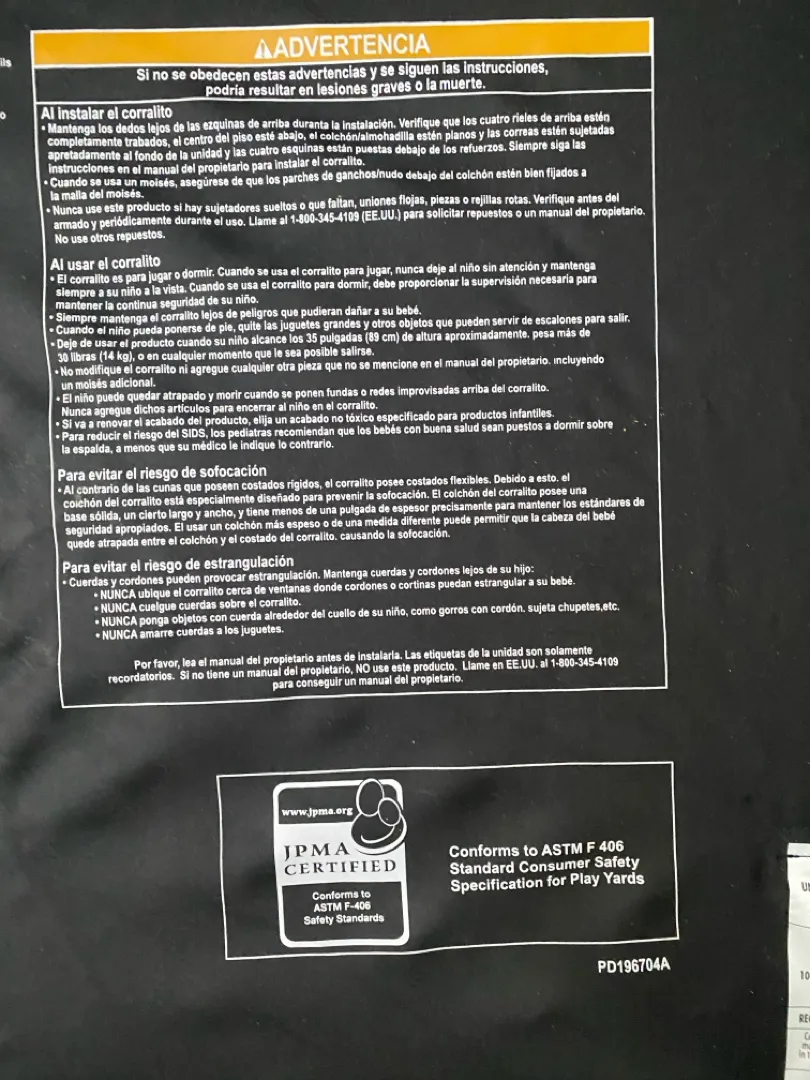 ils
o
⚠ADVERTENCIA
Si no se obedecen estas advertencias y se siguen las instrucciones,
podría resultar en lesiones graves o la muerte.
Al instalar el corralito
• Mantenga los dedos lejos de las ezquinas de arriba duranta la instalación. Verifique que los cuatro rieles de arriba estén
completamente trabados, el centro del piso esté abajo, el colchón/almohadilla estén planos y las correas estén sujetadas
apretadamente al fondo de la unidad y las cuatro esquinas están puestas debajo de los refuerzos. Siempre siga las
instrucciones en el manual del propietario para instalar el corralito.
• Cuando se usa un moisés, asegúrese de que los parches de ganchos/nudo debajo del colchón estén bien fijados a
la malla del moisés.
• Nunca use este producto si hay sujetadores sueltos o que faltan, uniones flojas, piezas o rejillas rotas. Verifique antes del
armado y periódicamente durante el uso. Llame al 1-800-345-4109 (EE.UU.) para solicitar repuestos o un manual del propietario.
No use otros repuestos.
Al usar el corralito
• El corralito es para jugar o dormir. Cuando se usa el corralito para jugar, nunca deje al niño sin atención y mantenga
siempre a su niño a la vista. Cuando se usa el corralito para dormir, debe proporcionar la supervisión necesaria para
mantener la continua seguridad de su niño.
• Siempre mantenga el corralito lejos de peligros que pudieran dañar a su bebé.
• Cuando el niño pueda ponerse de pie, quite las juguetes grandes y otros objetos que pueden servir de escalones para salir.
• Deje de usar el producto cuando su niño alcance los 35 pulgadas (89 cm) de altura aproximadamente. pesa más de
30 libras (14 kg), o en cualquier momento que le sea posible salirse.
• No modifique el corralito ni agregue cualquier otra pieza que no se mencione en el manual del propietario. incluyendo
un moisés adicional.
• El niño puede quedar atrapado y morir cuando se ponen fundas o redes improvisadas arriba del corralito.
Nunca agregue dichos artículos para encerrar al niño en el corralito.
• Si va a renovar el acabado del producto, elija un acabado no tóxico especificado para productos infantiles.
• Para reducir el riesgo del SIDS, los pediatras recomiendan que los bebés con buena salud sean puestos a dormir sobre
la espalda, a menos que su médico le indique lo contrario.
Para evitar el riesgo de sofocación
• Al contrario de las cunas que poseen costados rígidos, el corralito posee costados flexibles. Debido a esto. el
colchón del corralito está especialmente diseñado para prevenir la sofocación. El colchón del corralito posee una
base sólida, un cierto largo y ancho, y tiene menos de una pulgada de espesor precisamente para mantener los estándares de
seguridad apropiados. El usar un colchón más espeso o de una medida diferente puede permitir que la cabeza del bebé
quede atrapada entre el colchón y el costado del corralito. causando la sofocación.
Para evitar el riesgo de estrangulación
• Cuerdas y cordones pueden provocar estrangulación. Mantenga cuerdas y cordones lejos de su hijo:
• NUNCA ubique el corralito cerca de ventanas donde cordones o cortinas puedan estrangular a su bebé.
• NUNCA cuelgue cuerdas sobre el corralito.
• NUNCA ponga objetos con cuerda alrededor del cuello de su niño, como gorros con cordón. sujeta chupetes,etc.
• NUNCA amarre cuerdas a los juguetes.
Por favor, lea el manual del propietario antes de instalarla. Las etiquetas de la unidad son solamente
recordatorios. Si no tiene un manual del propietario, NO use este producto. Llame en EE.UU. al 1-800-345-4109
para conseguir un manual del propietario.
www.jpma.org
JPMA
CERTIFIED
Conforms to
ASTM F-406
Safety Standards
Conforms to ASTM F 406
Standard Consumer Safety
Specification for Play Yards
PD196704A